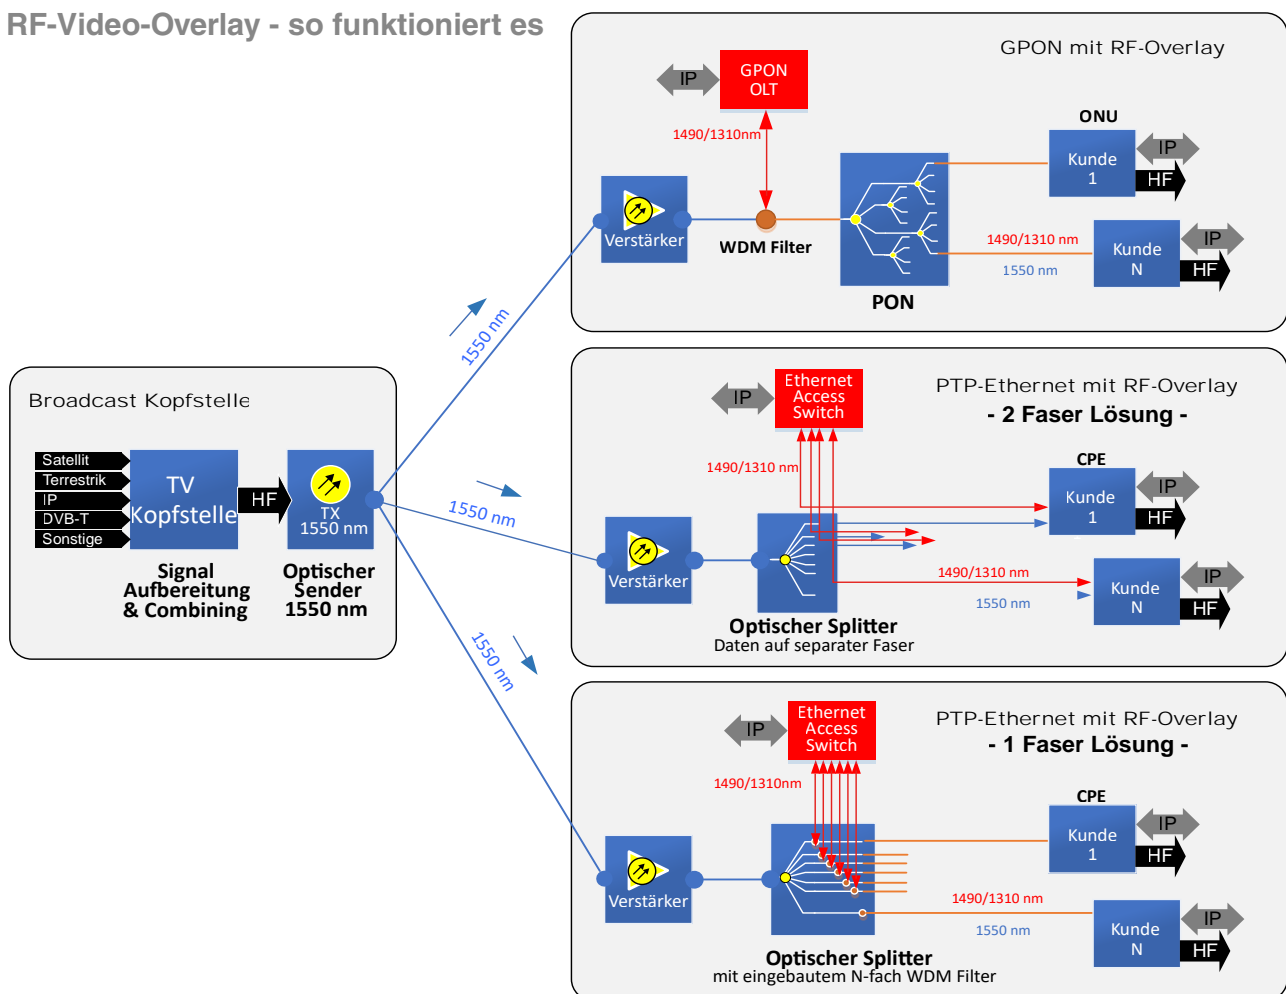 RF-Video-Overlay - so funktioniert es
Broadcast Kopfstelle
Satellit
Terrestrik
IP
DVB-T
Sonstige
TV
Kopfstelle
HF
TX
1550 nm
Signal
Aufbereitung
& Combining
Optischer
Sender
1550 nm
1550 nm
1550 nm
1550 nm
GPON mit RF-Overlay
IP
GPON
OLT
1490/1310nm
Verstärker
WDM Filter
PON
ONU
Kunde
1
IP
HF
1490/1310 nm
1550 nm
Kunde
N
IP
HF
PTP-Ethernet mit RF-Overlay
- 2 Faser Lösung -
IP
Ethernet
Access
Switch
1490/1310 nm
Verstärker
Optischer Splitter
Daten auf separater Faser
CPE
Kunde
1
IP
HF
1490/1310 nm
1550 nm
Kunde
N
IP
HF
PTP-Ethernet mit RF-Overlay
- 1 Faser Lösung -
IP
Ethernet
Access
Switch
1490/1310nm
Verstärker
Optischer Splitter
mit eingebautem N-fach WDM Filter
CPE
Kunde
1
IP
HF
1490/1310 nm
1550 nm
Kunde
N
IP
HF